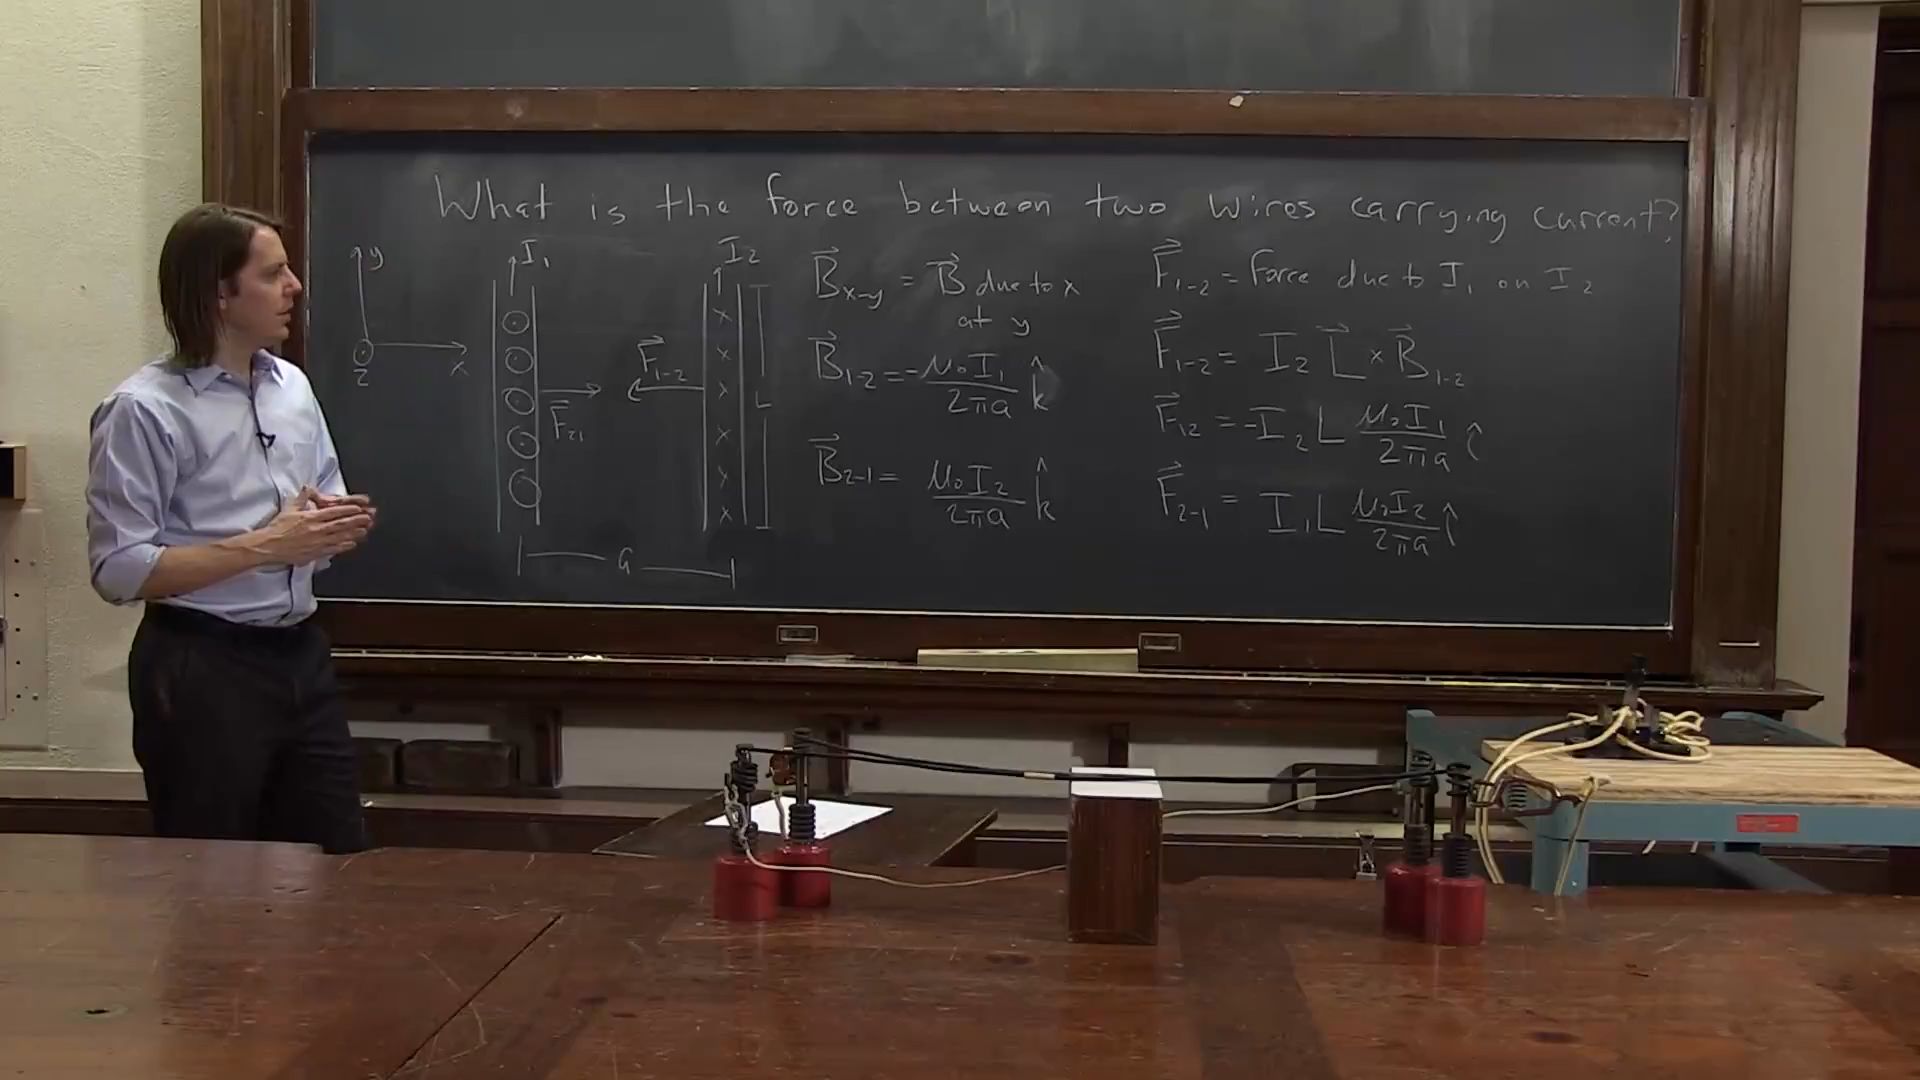 What is the force between two wires carrying current?
y
x
z
I₁
I₂
F⃗₂₁
F⃗₁₋₂
L
a
B⃗ₓ₋ᵧ = B⃗ due to x
at y
B⃗₁₋₂ = -μ₀I₁/2πa k̂
B⃗₂₋₁ = μ₀I₂/2πa k̂
F⃗₁₋₂ = Force due to I₁ on I₂
F⃗₁₋₂ = I₂ L⃗ × B⃗₁₋₂
F⃗₁₂ = -I₂ L μ₀I₁/2πa î
F⃗₂₋₁ = I₁ L μ₀I₂/2πa î